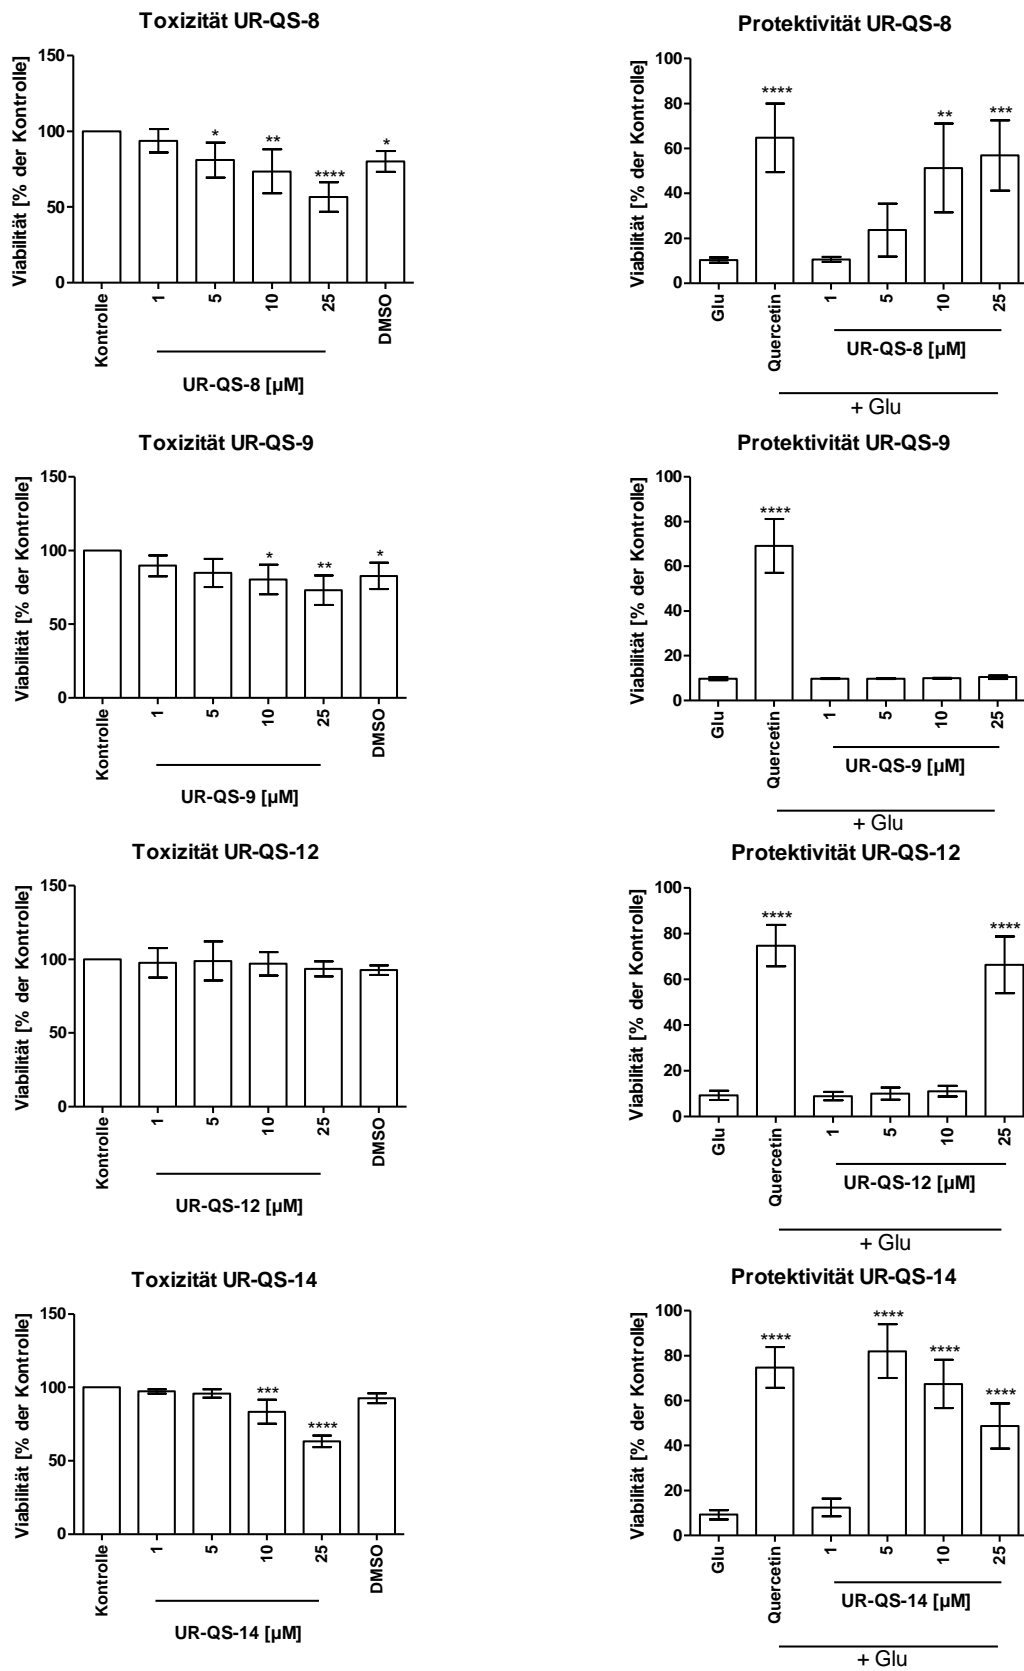 Toxizität UR-QS-8
Viabilität [% der Kontrolle]
150
100
50
0
* ** **** *
Kontrolle 1 5 10 25 DMSO
UR-QS-8 [µM]
Protektivität UR-QS-8
Viabilität [% der Kontrolle]
100
80
60
40
20
0
**** ** ***
Glu Quercetin 1 5 10 25
UR-QS-8 [µM]
+ Glu
Toxizität UR-QS-9
Viabilität [% der Kontrolle]
150
100
50
0
* ** *
Kontrolle 1 5 10 25 DMSO
UR-QS-9 [µM]
Protektivität UR-QS-9
Viabilität [% der Kontrolle]
100
80
60
40
20
0
****
Glu Quercetin 1 5 10 25
UR-QS-9 [µM]
+ Glu
Toxizität UR-QS-12
Viabilität [% der Kontrolle]
150
100
50
0
Kontrolle 1 5 10 25 DMSO
UR-QS-12 [µM]
Protektivität UR-QS-12
Viabilität [% der Kontrolle]
100
80
60
40
20
0
**** ****
Glu Quercetin 1 5 10 25
UR-QS-12 [µM]
+ Glu
Toxizität UR-QS-14
Viabilität [% der Kontrolle]
150
100
50
0
*** ****
Kontrolle 1 5 10 25 DMSO
UR-QS-14 [µM]
Protektivität UR-QS-14
Viabilität [% der Kontrolle]
100
80
60
40
20
0
**** **** **** ****
Glu Quercetin 1 5 10 25
UR-QS-14 [µM]
+ Glu